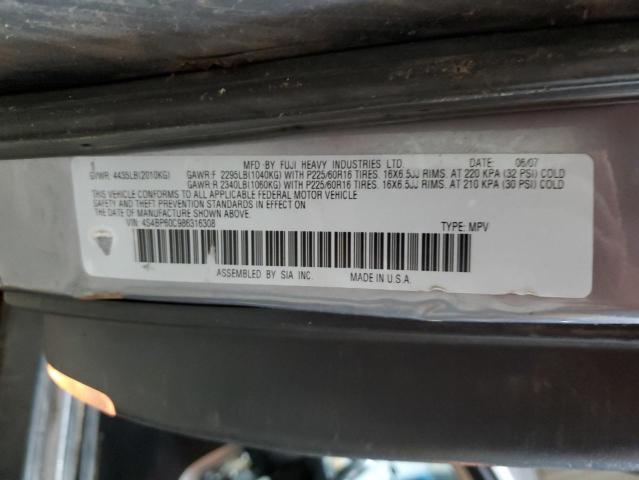 MFD BY FUJI HEAVY INDUSTRIES LTD. DATE: 06/07
GVWR: 4435LB(2010KG) GAWR:F 2295LB(1040KG) WITH P225/60R16 TIRES. 16X6.5JJ RIMS. AT 220 KPA (32 PSI) COLD
GAWR:R 2340LB(1060KG) WITH P225/60R16 TIRES. 16X6.5JJ RIMS. AT 210 KPA (30 PSI) COLD
THIS VEHICLE CONFORMS TO ALL APPLICABLE FEDERAL MOTOR VEHICLE
SAFETY AND THEFT PREVENTION STANDARDS IN EFFECT ON
THE DATE OF MANUFACTURE SHOWN ABOVE.
VIN: 4S4BP60C986316308 TYPE: MPV
ASSEMBLED BY SIA INC. MADE IN U.S.A.